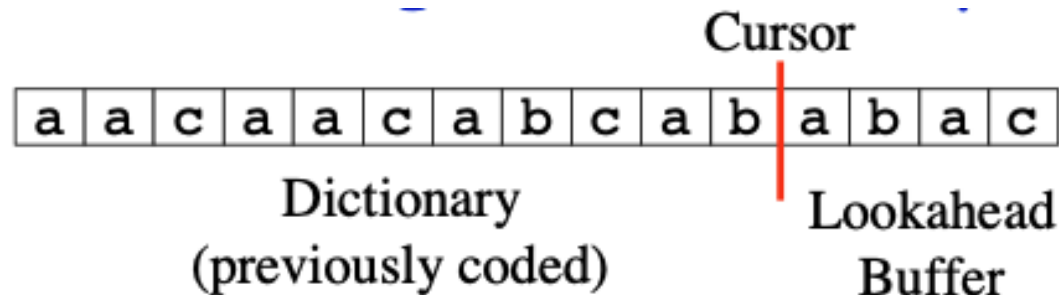 Cursor
a a c a a c a b c a b a b a c
Dictionary
(previously coded)
Lookahead
Buffer